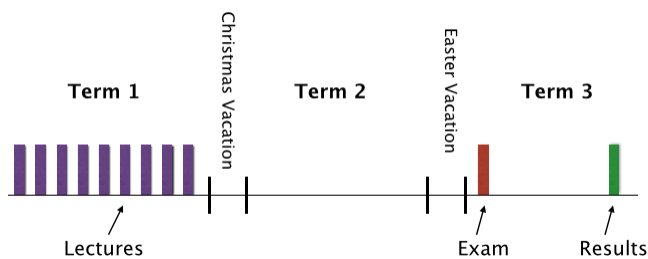 Term 1
Christmas Vacation
Term 2
Easter Vacation
Term 3
Lectures
Exam
Results